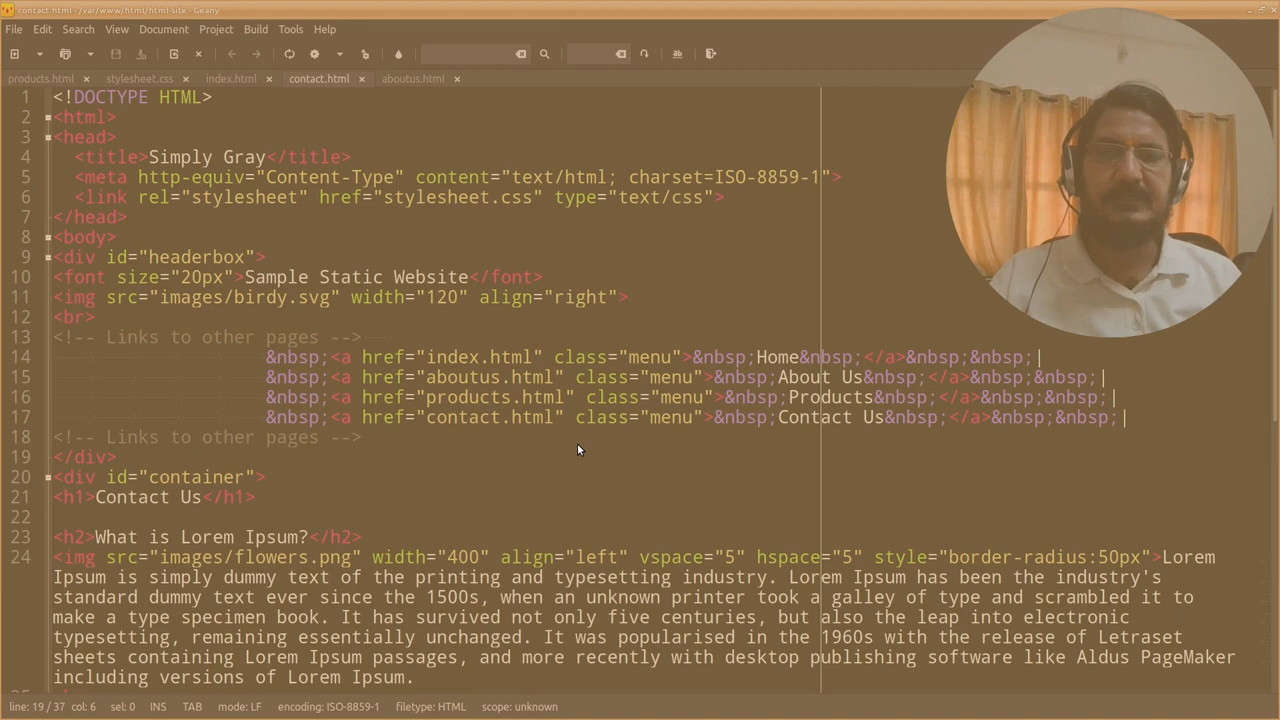 contact.html - /var/www/html/html-site - Geany
File Edit Search View Document Project Build Tools Help
products.html stylesheet.css index.html contact.html aboutus.html
1 <!DOCTYPE HTML>
2 <html>
3 <head>
4 <title>Simply Gray</title>
5 <meta http-equiv="Content-Type" content="text/html; charset=ISO-8859-1">
6 <link rel="stylesheet" href="stylesheet.css" type="text/css">
7 </head>
8 <body>
9 <div id="headerbox">
10 <font size="20px">Sample Static Website</font>
11 <img src="images/birdy.svg" width="120" align="right">
12 <br>
13 <!-- Links to other pages -->
14 &nbsp;<a href="index.html" class="menu">&nbsp;Home&nbsp;</a>&nbsp;&nbsp;|
15 &nbsp;<a href="aboutus.html" class="menu">&nbsp;About Us&nbsp;</a>&nbsp;&nbsp;|
16 &nbsp;<a href="products.html" class="menu">&nbsp;Products&nbsp;</a>&nbsp;&nbsp;|
17 &nbsp;<a href="contact.html" class="menu">&nbsp;Contact Us&nbsp;</a>&nbsp;&nbsp;|
18 <!-- Links to other pages -->
19 </div>
20 <div id="container">
21 <h1>Contact Us</h1>
22
23 <h2>What is Lorem Ipsum?</h2>
24 <img src="images/flowers.png" width="400" align="left" vspace="5" hspace="5" style="border-radius:50px">Lorem
Ipsum is simply dummy text of the printing and typesetting industry. Lorem Ipsum has been the industry's
standard dummy text ever since the 1500s, when an unknown printer took a galley of type and scrambled it to
make a type specimen book. It has survived not only five centuries, but also the leap into electronic
typesetting, remaining essentially unchanged. It was popularised in the 1960s with the release of Letraset
sheets containing Lorem Ipsum passages, and more recently with desktop publishing software like Aldus PageMaker
including versions of Lorem Ipsum.
line: 19 / 37 col: 6 sel: 0 INS TAB mode: LF encoding: ISO-8859-1 filetype: HTML scope: unknown